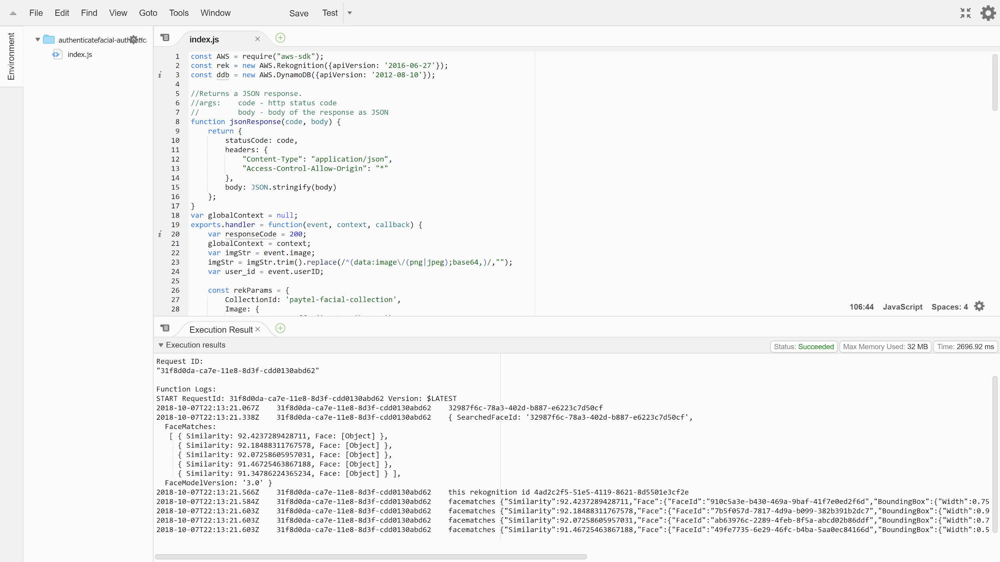 File Edit Find View Goto Tools Window Save Test
Environment
authenticatefacial-authentica
index.js
index.js
1 const AWS = require("aws-sdk");
2 const rek = new AWS.Rekognition({apiVersion: '2016-06-27'});
3 const ddb = new AWS.DynamoDB({apiVersion: '2012-08-10'});
4
5 //Returns a JSON response.
6 //args:    code - http status code
7 //         body - body of the response as JSON
8 function jsonResponse(code, body) {
9     return {
10         statusCode: code,
11         headers: {
12             "Content-Type": "application/json",
13             "Access-Control-Allow-Origin": "*"
14         },
15         body: JSON.stringify(body)
16     };
17 }
18 var globalContext = null;
19 exports.handler = function(event, context, callback) {
20     var responseCode = 200;
21     globalContext = context;
22     var imgStr = event.image;
23     imgStr = imgStr.trim().replace(/^(data:image\/(png|jpeg);base64,)/,"");
24     var user_id = event.userID;
25
26     const rekParams = {
27         CollectionId: 'paytel-facial-collection',
28         Image: {
106:44 JavaScript Spaces: 4
Execution Result
Execution results
Status: Succeeded Max Memory Used: 32 MB Time: 2696.92 ms
Request ID:
"31f8d0da-ca7e-11e8-8d3f-cdd0130abd62"
Function Logs:
START RequestId: 31f8d0da-ca7e-11e8-8d3f-cdd0130abd62 Version: $LATEST
2018-10-07T22:13:21.067Z    31f8d0da-ca7e-11e8-8d3f-cdd0130abd62    32987f6c-78a3-402d-b887-e6223c7d50cf
2018-10-07T22:13:21.338Z    31f8d0da-ca7e-11e8-8d3f-cdd0130abd62    { SearchedFaceId: '32987f6c-78a3-402d-b887-e6223c7d50cf',
  FaceMatches:
   [ { Similarity: 92.4237289428711, Face: [Object] },
     { Similarity: 92.18488311767578, Face: [Object] },
     { Similarity: 92.07258605957031, Face: [Object] },
     { Similarity: 91.46725463867188, Face: [Object] },
     { Similarity: 91.34786224365234, Face: [Object] } ],
  FaceModelVersion: '3.0' }
2018-10-07T22:13:21.566Z    31f8d0da-ca7e-11e8-8d3f-cdd0130abd62    this rekognition id 4ad2c2f5-51e5-4119-8621-8d5501e3cf2e
2018-10-07T22:13:21.584Z    31f8d0da-ca7e-11e8-8d3f-cdd0130abd62    facematches {"Similarity":92.4237289428711,"Face":{"FaceId":"910c5a3e-b430-469a-9baf-41f7e0ed2f6d","BoundingBox":{"Width":0.75
2018-10-07T22:13:21.603Z    31f8d0da-ca7e-11e8-8d3f-cdd0130abd62    facematches {"Similarity":92.18488311767578,"Face":{"FaceId":"7b5f057d-7817-4d9a-b099-382b391b2dc7","BoundingBox":{"Width":0.9
2018-10-07T22:13:21.603Z    31f8d0da-ca7e-11e8-8d3f-cdd0130abd62    facematches {"Similarity":92.07258605957031,"Face":{"FaceId":"ab63976c-2289-4feb-8f5a-abcd02b86ddf","BoundingBox":{"Width":0.7
2018-10-07T22:13:21.603Z    31f8d0da-ca7e-11e8-8d3f-cdd0130abd62    facematches {"Similarity":91.46725463867188,"Face":{"FaceId":"49fe7735-6e29-46fc-b4ba-5aa0ec84166d","BoundingBox":{"Width":0.5